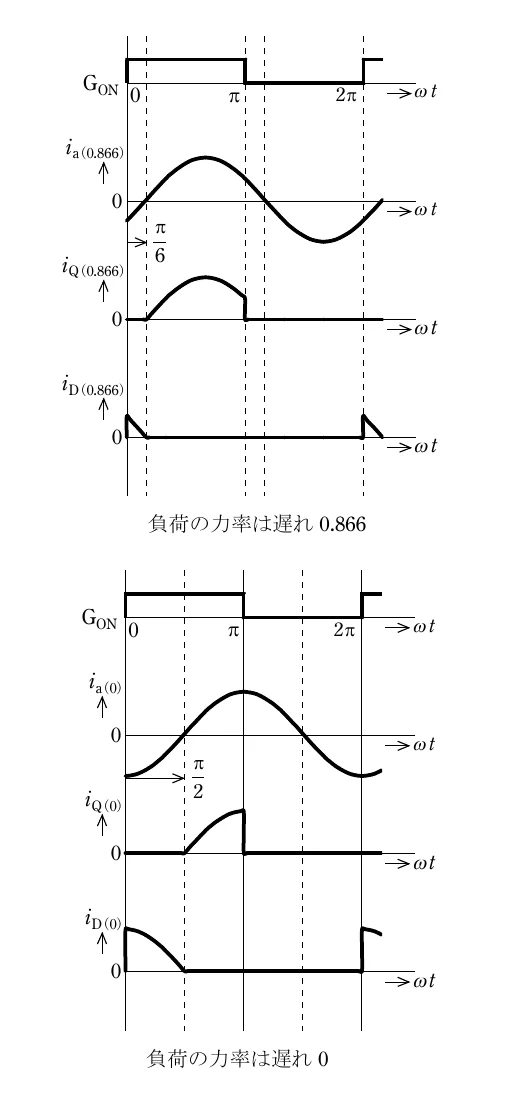 G_ON 0 π 2π ωt
i_a(0.866)
0 ωt
π/6
i_Q(0.866)
0 ωt
i_D(0.866)
0 ωt
負荷の力率は遅れ 0.866
G_ON 0 π 2π ωt
i_a(0)
0 ωt
π/2
i_Q(0)
0 ωt
i_D(0)
0 ωt
負荷の力率は遅れ 0